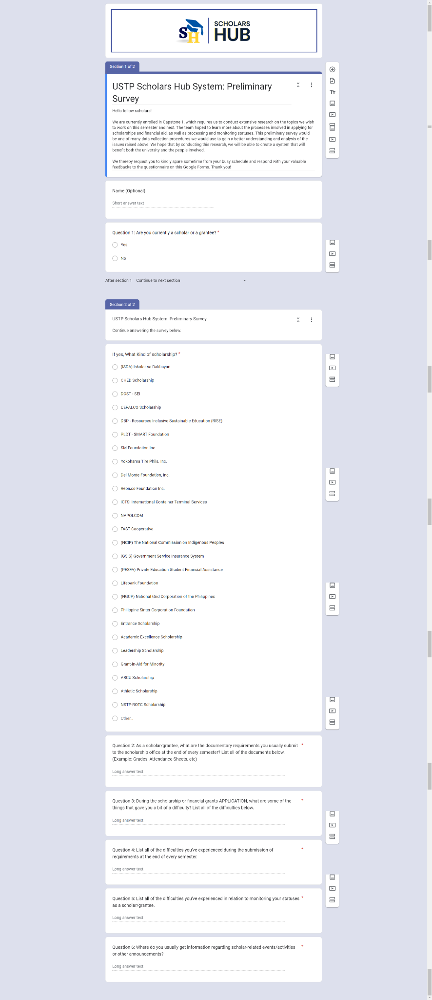 SH
SCHOLARS
HUB
Section 1 of 2
USTP Scholars Hub System: Preliminary
Survey
Hello fellow scholars!
We are currently enrolled in Capstone 1, which requires us to conduct extensive research on the topics we wish
to work on this semester and next. The team hoped to learn more about the processes involved in applying for
scholarships and financial aid, as well as processing and monitoring statuses. This preliminary survey would
be one of many data collection procedures we would use to gain a better understanding and analysis of the
issues raised above. We hope that by conducting this research, we will be able to create a system that will
benefit both the university and the people involved.
We thereby request you to kindly spare sometime from your busy schedule and respond with your valuable
feedbacks to the questionnaire on this Google Forms. Thank you!
Name (Optional)
Short answer text
Question 1: Are you currently a scholar or a grantee? *
Yes
No
After section 1 Continue to next section
Section 2 of 2
USTP Scholars Hub System: Preliminary Survey
Continue answering the survey below.
If yes, What Kind of scholarship? *
(ISDA) Iskolar sa Dakbayan
CHED Scholarship
DOST - SEI
CEPALCO Scholarship
DBP - Resources Inclusive Sustainable Education (RISE)
PLDT - SMART Foundation
SM Foundation Inc.
Yokohama Tire Phils. Inc.
Del Monte Foundation, Inc.
Rebisco Foundation Inc.
ICTSI International Container Terminal Services
NAPOLCOM
FAST Cooperative
(NCIP) The National Commission on Indigenous Peoples
(GSIS) Government Service Insurance System
(PESFA) Private Education Student Financial Assistance
Lifebank Foundation
(NGCP) National Grid Corporation of the Philippines
Philippine Sinter Corporation Foundation
Entrance Scholarship
Academic Excellence Scholarship
Leadership Scholarship
Grant-in-Aid for Minority
ARCU Scholarship
Athletic Scholarship
NSTP-ROTC Scholarship
Other...
Question 2: As a scholar/grantee, what are the documentary requirements you usually submit *
to the scholarship office at the end of every semester? List all of the documents below.
(Example: Grades, Attendance Sheets, etc)
Long answer text
Question 3: During the scholarship or financial grants APPLICATION, what are some of the *
things that gave you a bit of a difficulty? List all of the difficulties below.
Long answer text
Question 4: List all of the difficulties you've experienced during the submission of *
requirements at the end of every semester.
Long answer text
Question 5: List all of the difficulties you've experienced in relation to monitoring your statuses *
as a scholar/grantee.
Long answer text
Question 6: Where do you usually get information regarding scholar-related events/activities *
or other announcements?
Long answer text